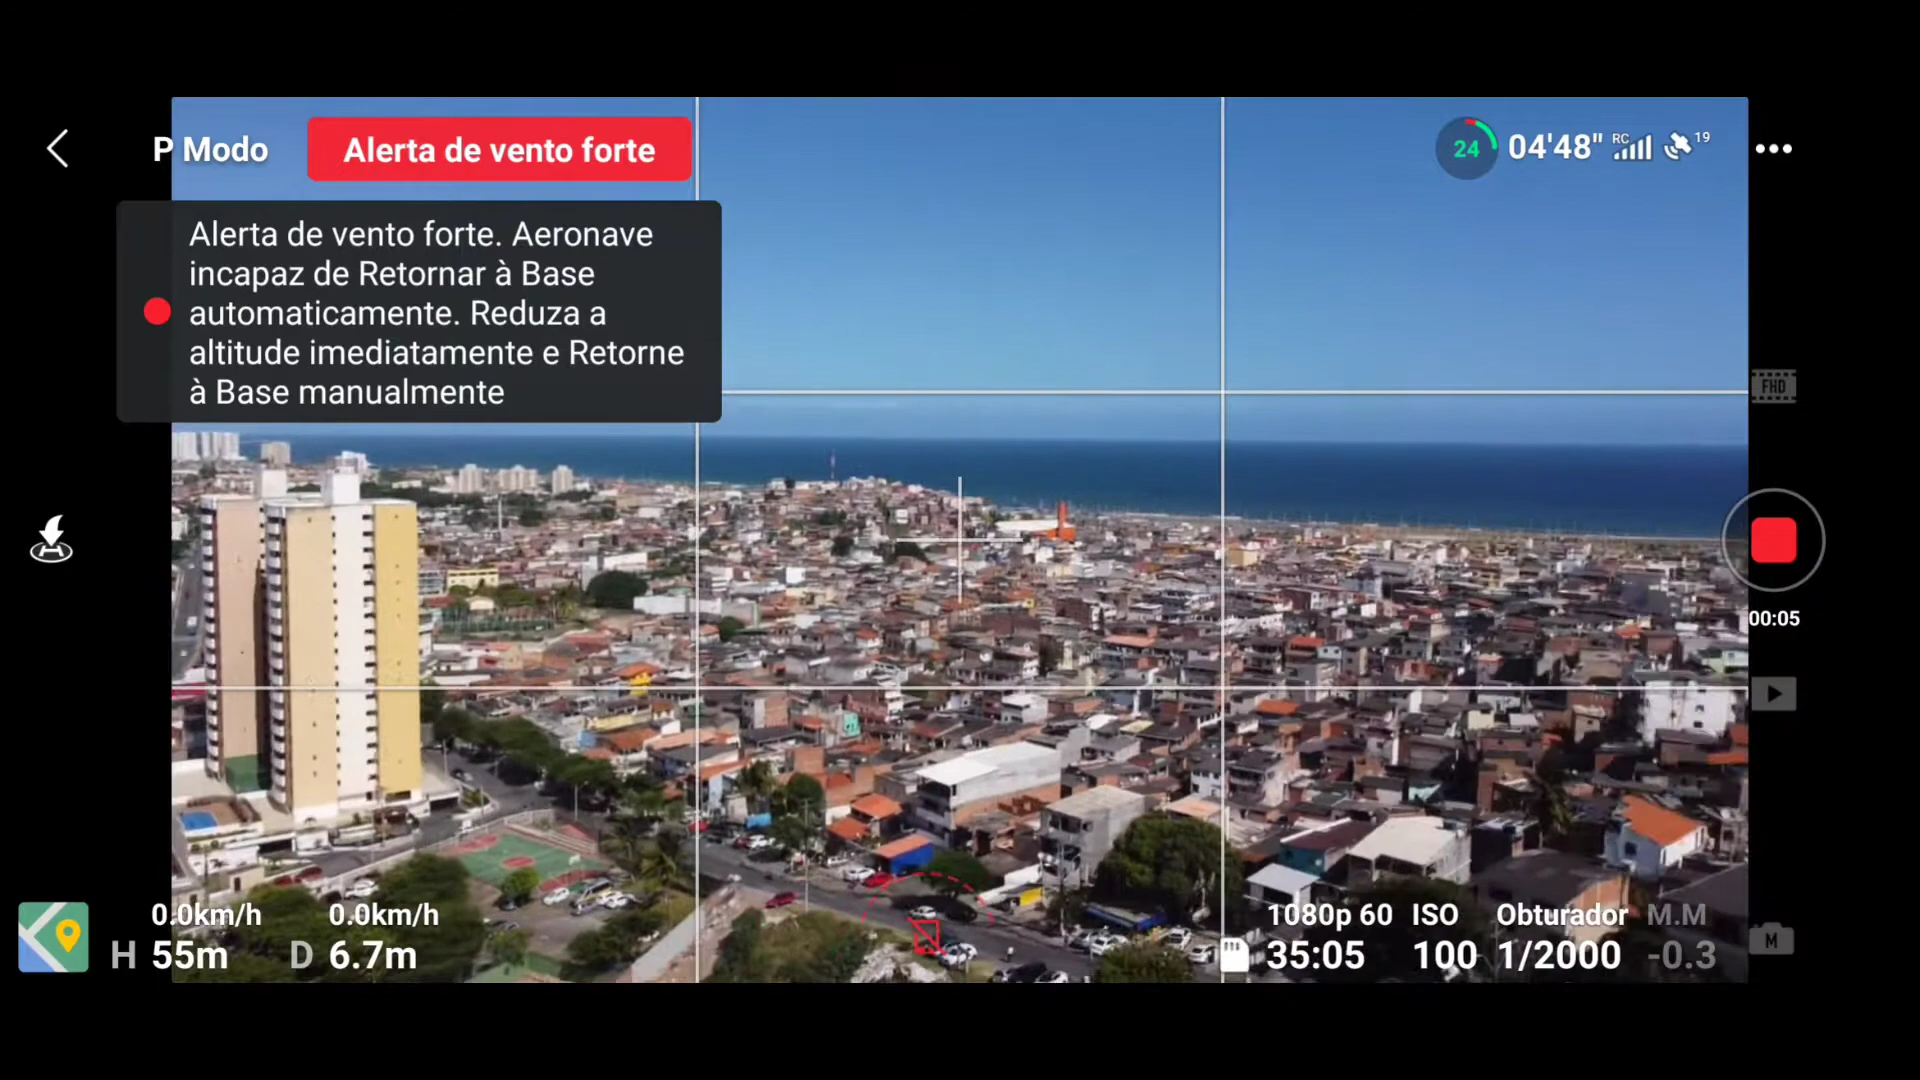 P Modo
Alerta de vento forte
24
04'48"
RC
19
Alerta de vento forte. Aeronave
incapaz de Retornar à Base
automaticamente. Reduza a
altitude imediatamente e Retorne
à Base manualmente
FHD
00:05
0.0km/h
0.0km/h
H 55m
D 6.7m
1080p 60
ISO
Obturador
M.M
35:05
100
1/2000
-0.3
M